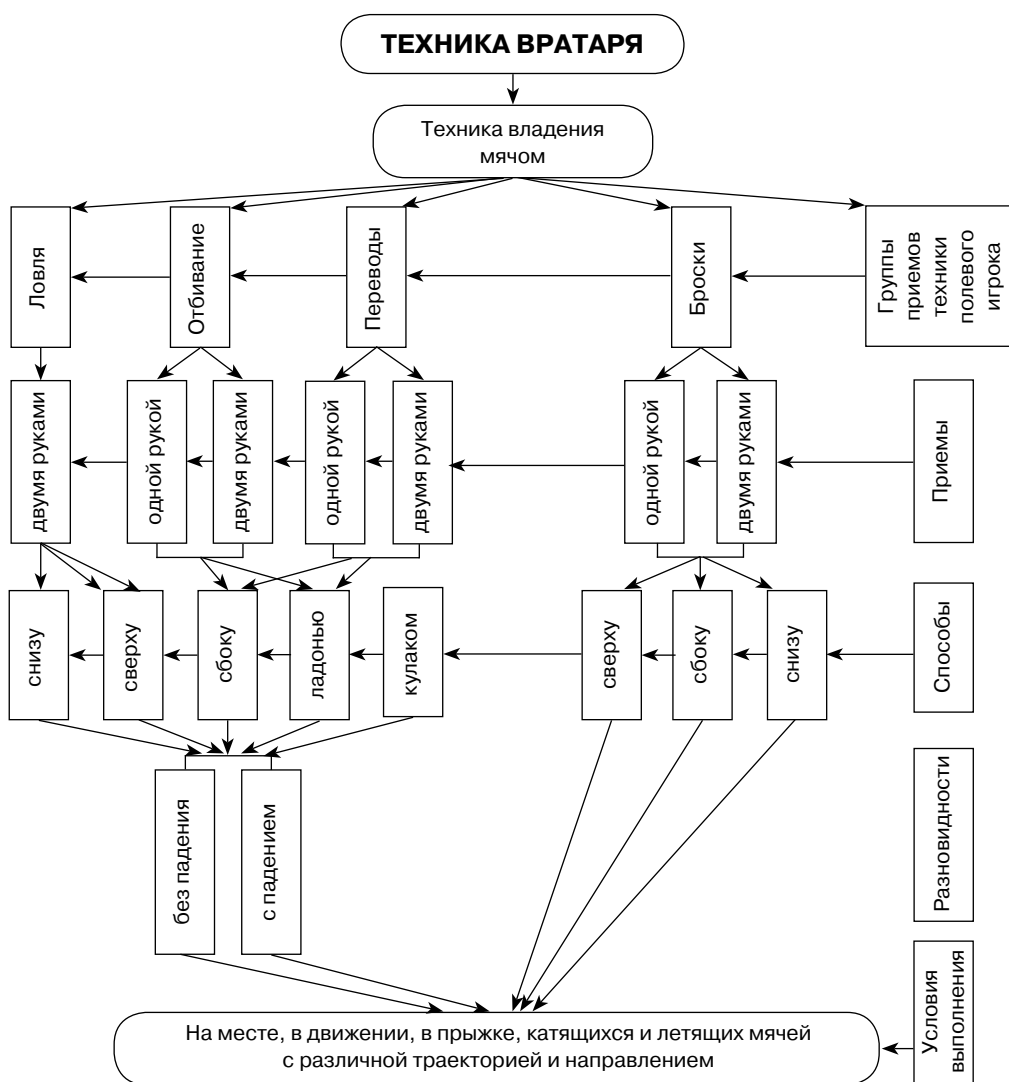 ТЕХНИКА ВРАТАРЯ
Техника владения
мячом
Ловля
Отбивание
Переводы
Броски
Группы
приемов
техники
полевого
игрока
двумя руками
одной рукой
двумя руками
одной рукой
двумя руками
одной рукой
двумя руками
Приемы
снизу
сверху
сбоку
ладонью
кулаком
сверху
сбоку
снизу
Способы
без падения
с падением
Разновидности
На месте, в движении, в прыжке, катящихся и летящих мячей
с различной траекторией и направлением
Условия
выполнения